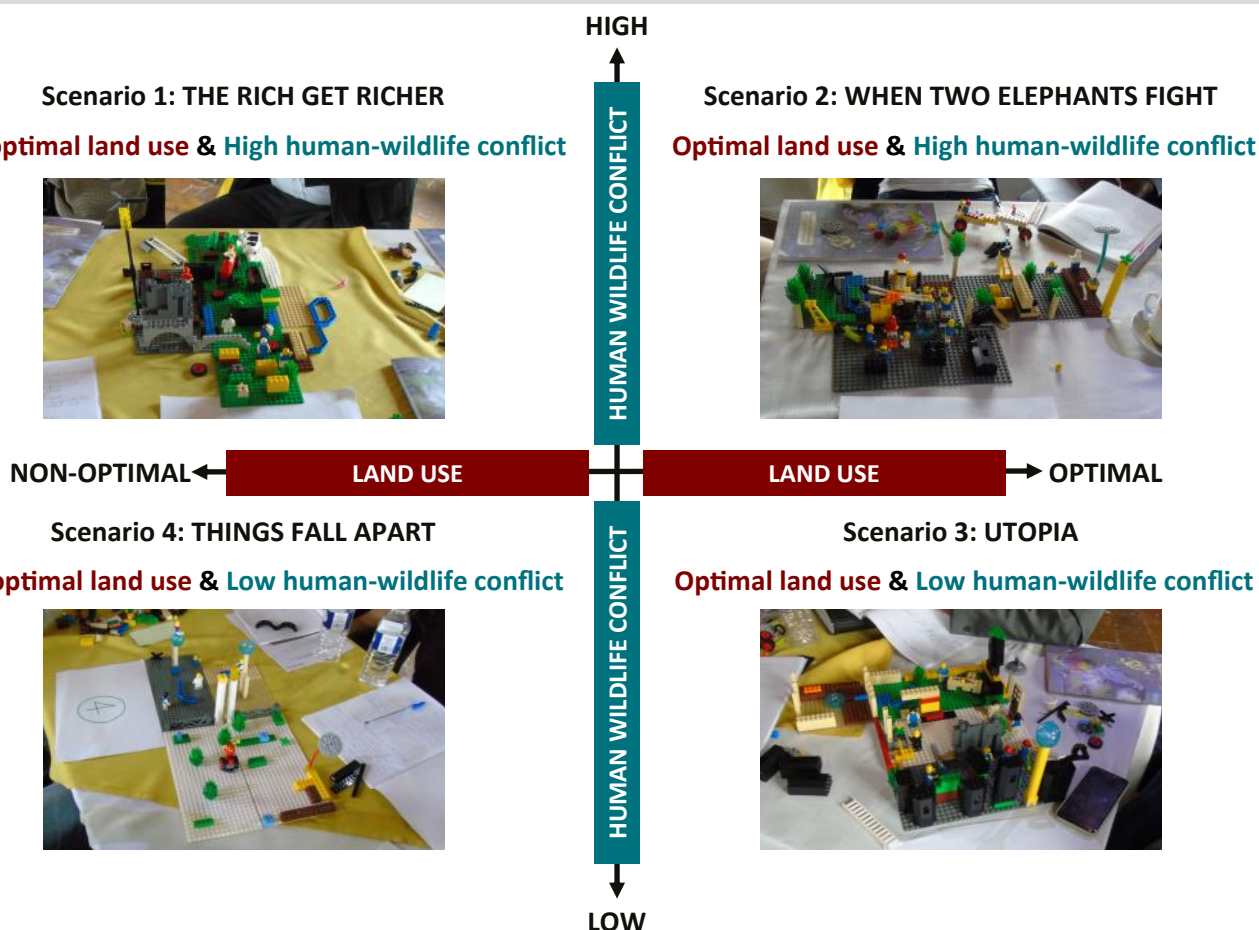 HIGH
Scenario 1: THE RICH GET RICHER
optimal land use & High human-wildlife conflict
Scenario 2: WHEN TWO ELEPHANTS FIGHT
Optimal land use & High human-wildlife conflict
HUMAN WILDLIFE CONFLICT
NON-OPTIMAL
LAND USE
LAND USE
OPTIMAL
Scenario 4: THINGS FALL APART
optimal land use & Low human-wildlife conflict
4
Scenario 3: UTOPIA
Optimal land use & Low human-wildlife conflict
HUMAN WILDLIFE CONFLICT
LOW